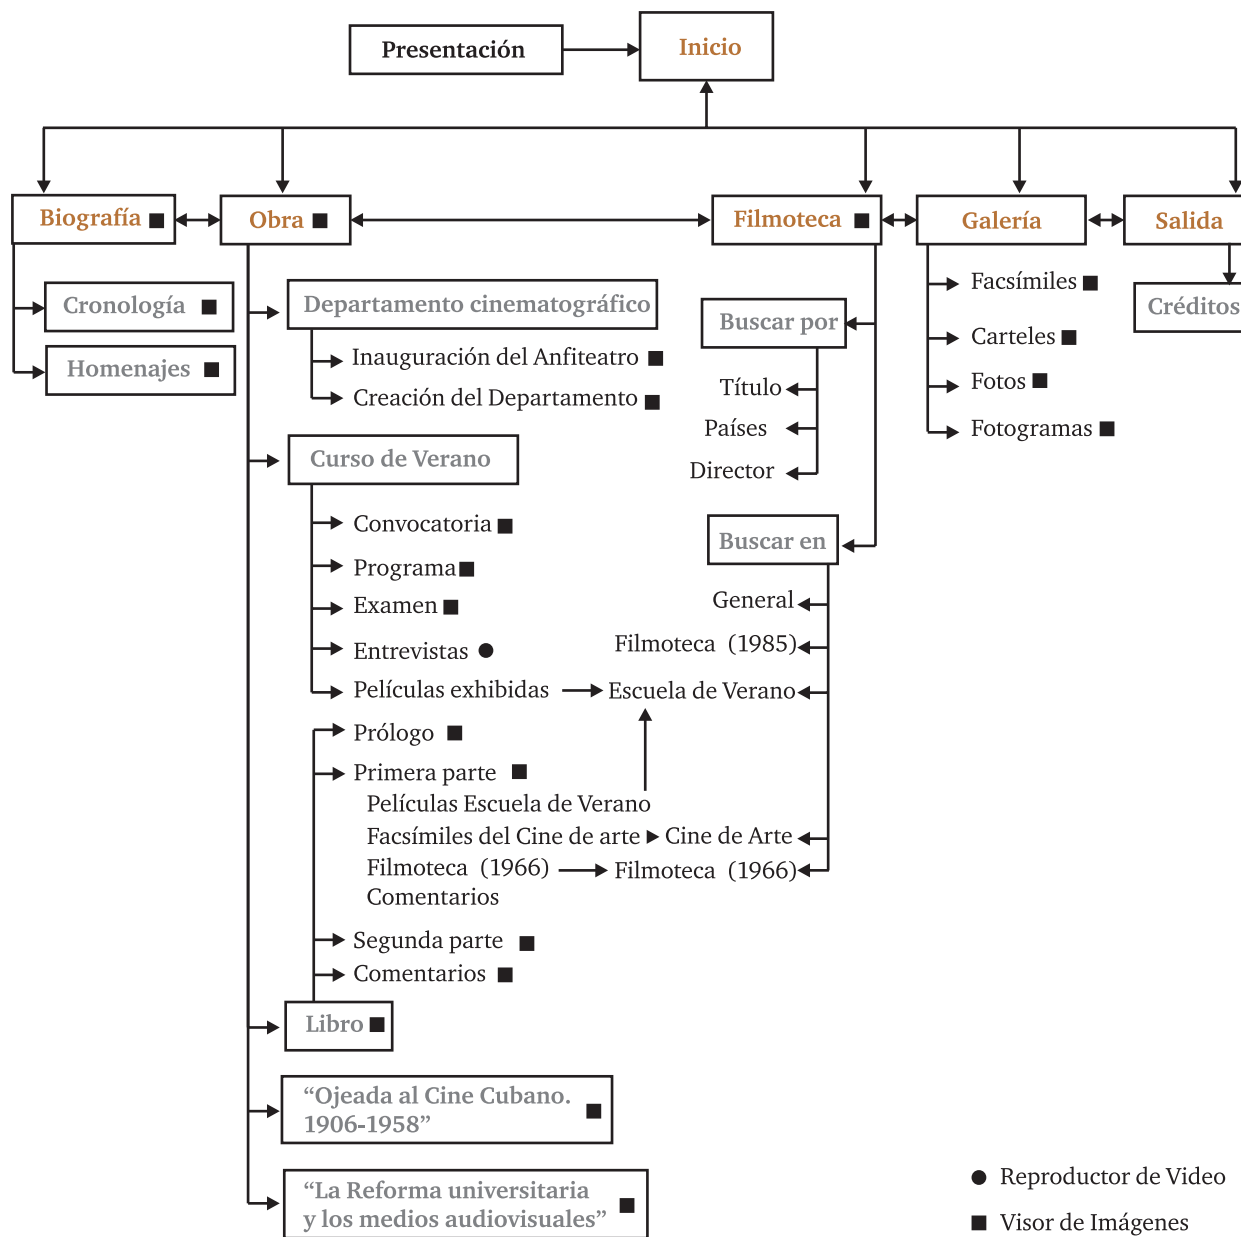 Presentación
Inicio
Biografía
Obra
Filmoteca
Galería
Salida
Cronología
Homenajes
Departamento cinematográfico
Inauguración del Anfiteatro
Creación del Departamento
Curso de Verano
Convocatoria
Programa
Examen
Entrevistas
Películas exhibidas
Prólogo
Primera parte
Películas Escuela de Verano
Facsímiles del Cine de arte
Filmoteca (1966)
Comentarios
Segunda parte
Comentarios
Libro
“Ojeada al Cine Cubano.
1906-1958”
“La Reforma universitaria
y los medios audiovisuales”
Buscar por
Título
Países
Director
Buscar en
General
Filmoteca (1985)
Escuela de Verano
Cine de Arte
Filmoteca (1966)
Facsímiles
Carteles
Fotos
Fotogramas
Créditos
Reproductor de Video
Visor de Imágenes